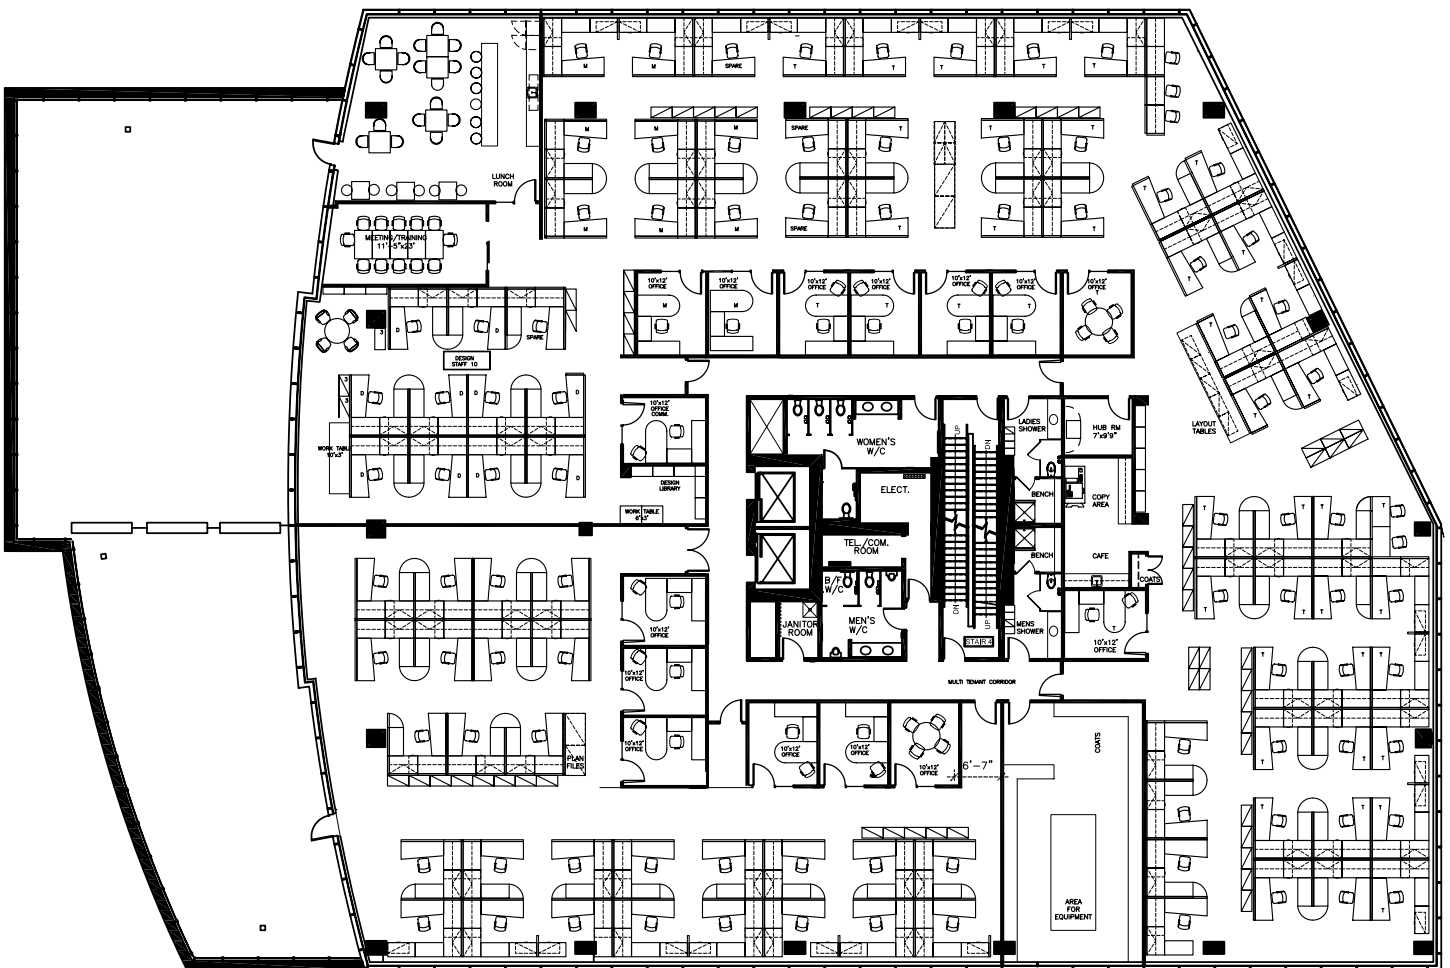 M
M
SPARE
T
T
T
T
T
LUNCH
ROOM
M
M
M
SPARE
T
T
T
M
M
M
SPARE
T
T
T
MEETING/TRAINING
11'-5"x23'
10'x12'
OFFICE
M
10'x12'
OFFICE
M
10'x12'
OFFICE
T
10'x12'
OFFICE
T
10'x12'
OFFICE
T
10'x12'
OFFICE
T
10'x12'
OFFICE
T
D
D
SPARE
3
DESIGN
STAFF 10
3
3
D
D
D
D
D
D
WORK TABLE
10'x3'
10'x12'
OFFICE
COMM.
DESIGN
LIBRARY
WORK TABLE
6'x3'
WOMEN'S
W/C
ELECT.
TEL./COM.
ROOM
B/F
W/C
MEN'S
W/C
JANITOR
ROOM
UP
DN
DN
UP
STAIR 4
LADIES
SHOWER
BENCH
BENCH
MENS
SHOWER
HUB RM
7'x9'9"
COPY
AREA
CAFE
COATS
10'x12'
OFFICE
T
LAYOUT
TABLES
10'x12'
OFFICE
10'x12'
OFFICE
10'x12'
OFFICE
PLAN
FILES
MULTI TENANT CORRIDOR
10'x12'
OFFICE
10'x12'
OFFICE
10'x12'
OFFICE
6'-7"
COATS
AREA
FOR
EQUIPMENT